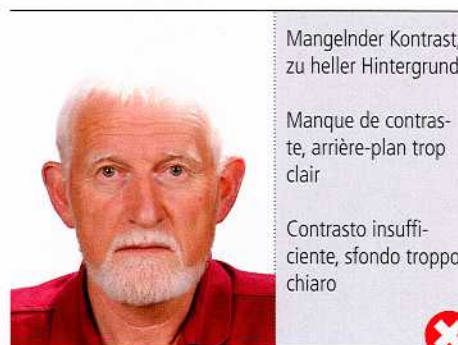 Mangelnder Kontrast,
zu heller Hintergrund
Manque de contras-
te, arrière-plan trop
clair
Contrasto insuffi-
ciente, sfondo troppo
chiaro